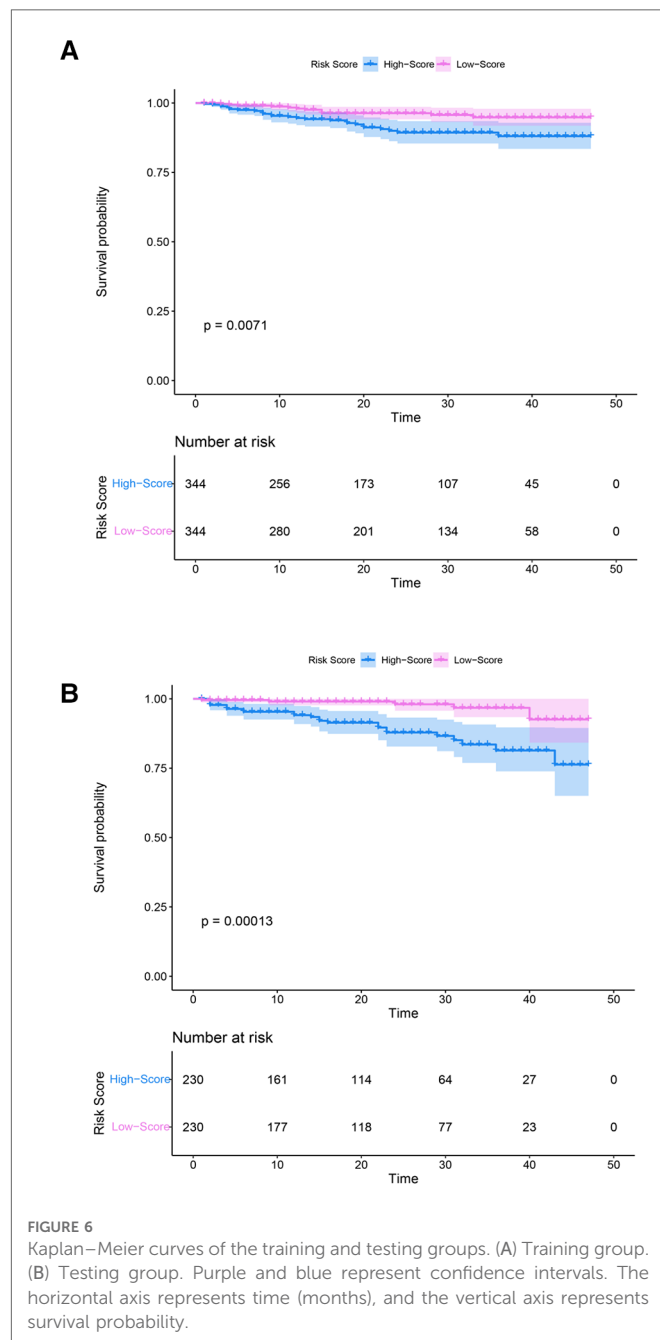 A
Risk Score High−Score Low−Score
1.00
0.75
0.50
0.25
0.00
Survival probability
p = 0.0071
0 10 20 30 40 50
Time
Number at risk
Risk Score
High−Score 344 256 173 107 45 0
Low−Score 344 280 201 134 58 0
0 10 20 30 40 50
Time
B
Risk Score High−Score Low−Score
1.00
0.75
0.50
0.25
0.00
Survival probability
p = 0.00013
0 10 20 30 40 50
Time
Number at risk
Risk Score
High−Score 230 161 114 64 27 0
Low−Score 230 177 118 77 23 0
0 10 20 30 40 50
Time
FIGURE 6
Kaplan–Meier curves of the training and testing groups. (A) Training group.
(B) Testing group. Purple and blue represent confidence intervals. The
horizontal axis represents time (months), and the vertical axis represents
survival probability.